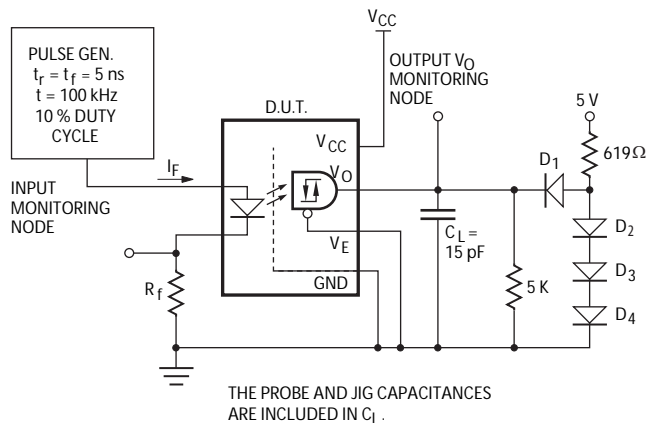 PULSE GEN.
tr = tf = 5 ns
t = 100 kHz
10 % DUTY
CYCLE
VCC
OUTPUT VO
MONITORING
NODE
D.U.T.
5 V
619Ω
D1
VCC
IF
VO
INPUT
MONITORING
NODE
D2
CL =
15 pF
VE
D3
5 K
GND
Rf
D4
THE PROBE AND JIG CAPACITANCES
ARE INCLUDED IN CL.